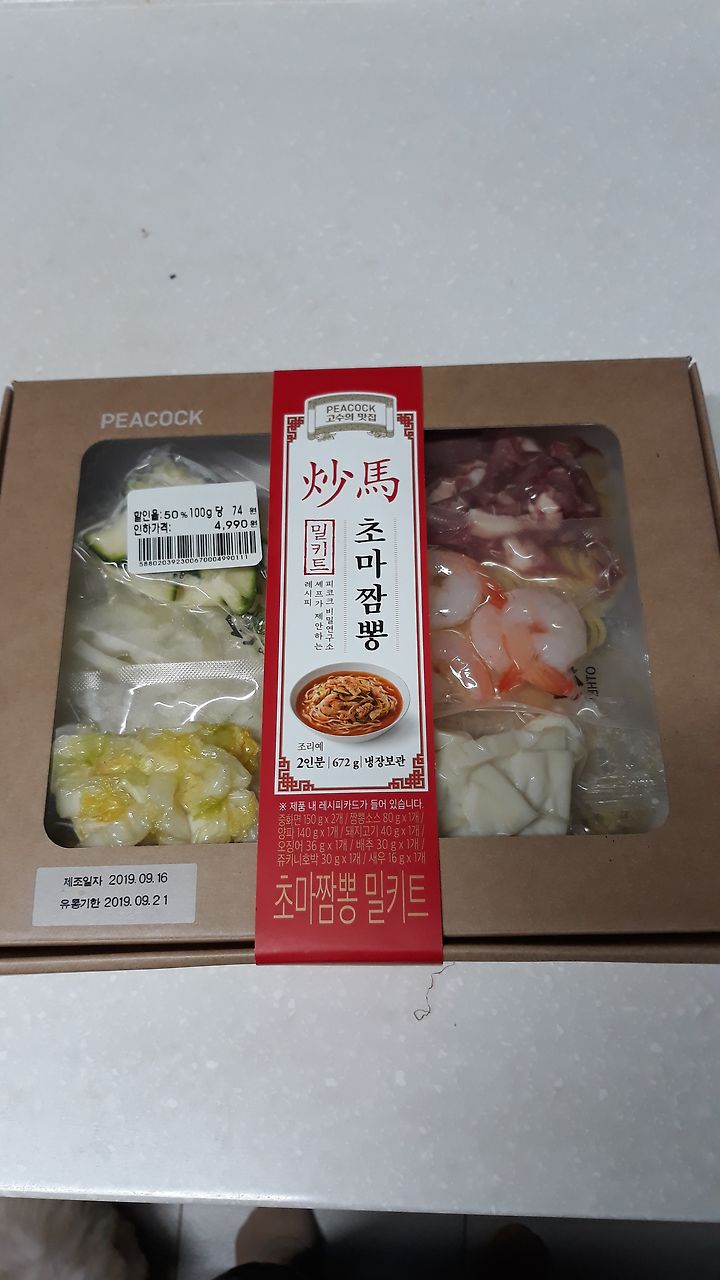 PEACOCK
PEACOCK
고수의 맛집
炒馬
할인율: 50% 100g 당 74 원
인하가격: 4,990원
588020392300670004990111
밀키트
초마짬뽕
피코크 비밀연구소
셰프가 제안하는
레시피
조리예
2인분 | 672 g | 냉장보관
※ 제품 내 레시피카드가 들어 있습니다.
중화면 150 g x 2개 / 짬뽕소스 80 g x 1개 /
양파 140 g x 1개 / 돼지고기 40 g x 1개 /
오징어 36 g x 1개 / 배추 30 g x 1개 /
쥬키니호박 30 g x 1개 / 새우 16 g x 1개
초마짬뽕 밀키트
제조일자 2019.09.16
유통기한 2019.09.21